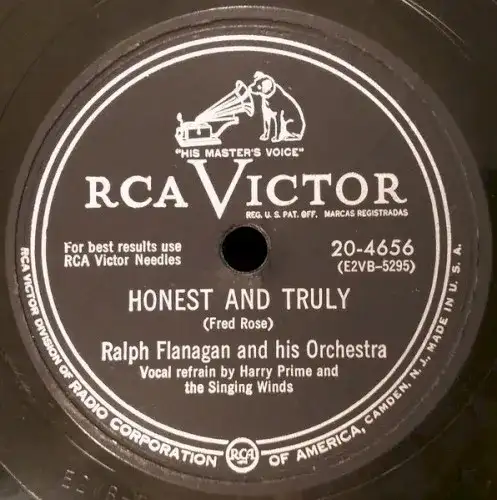 "HIS MASTER'S VOICE"
RCA VICTOR
REG. U. S. PAT. OFF. MARCAS REGISTRADAS
For best results use
RCA Victor Needles
20-4656
(E2VB-5295)
HONEST AND TRULY
(Fred Rose)
Ralph Flanagan and his Orchestra
Vocal refrain by Harry Prime and
the Singing Winds
RCA VICTOR DIVISION OF RADIO CORPORATION RCA OF AMERICA, CAMDEN, N. J., MADE IN U. S. A.